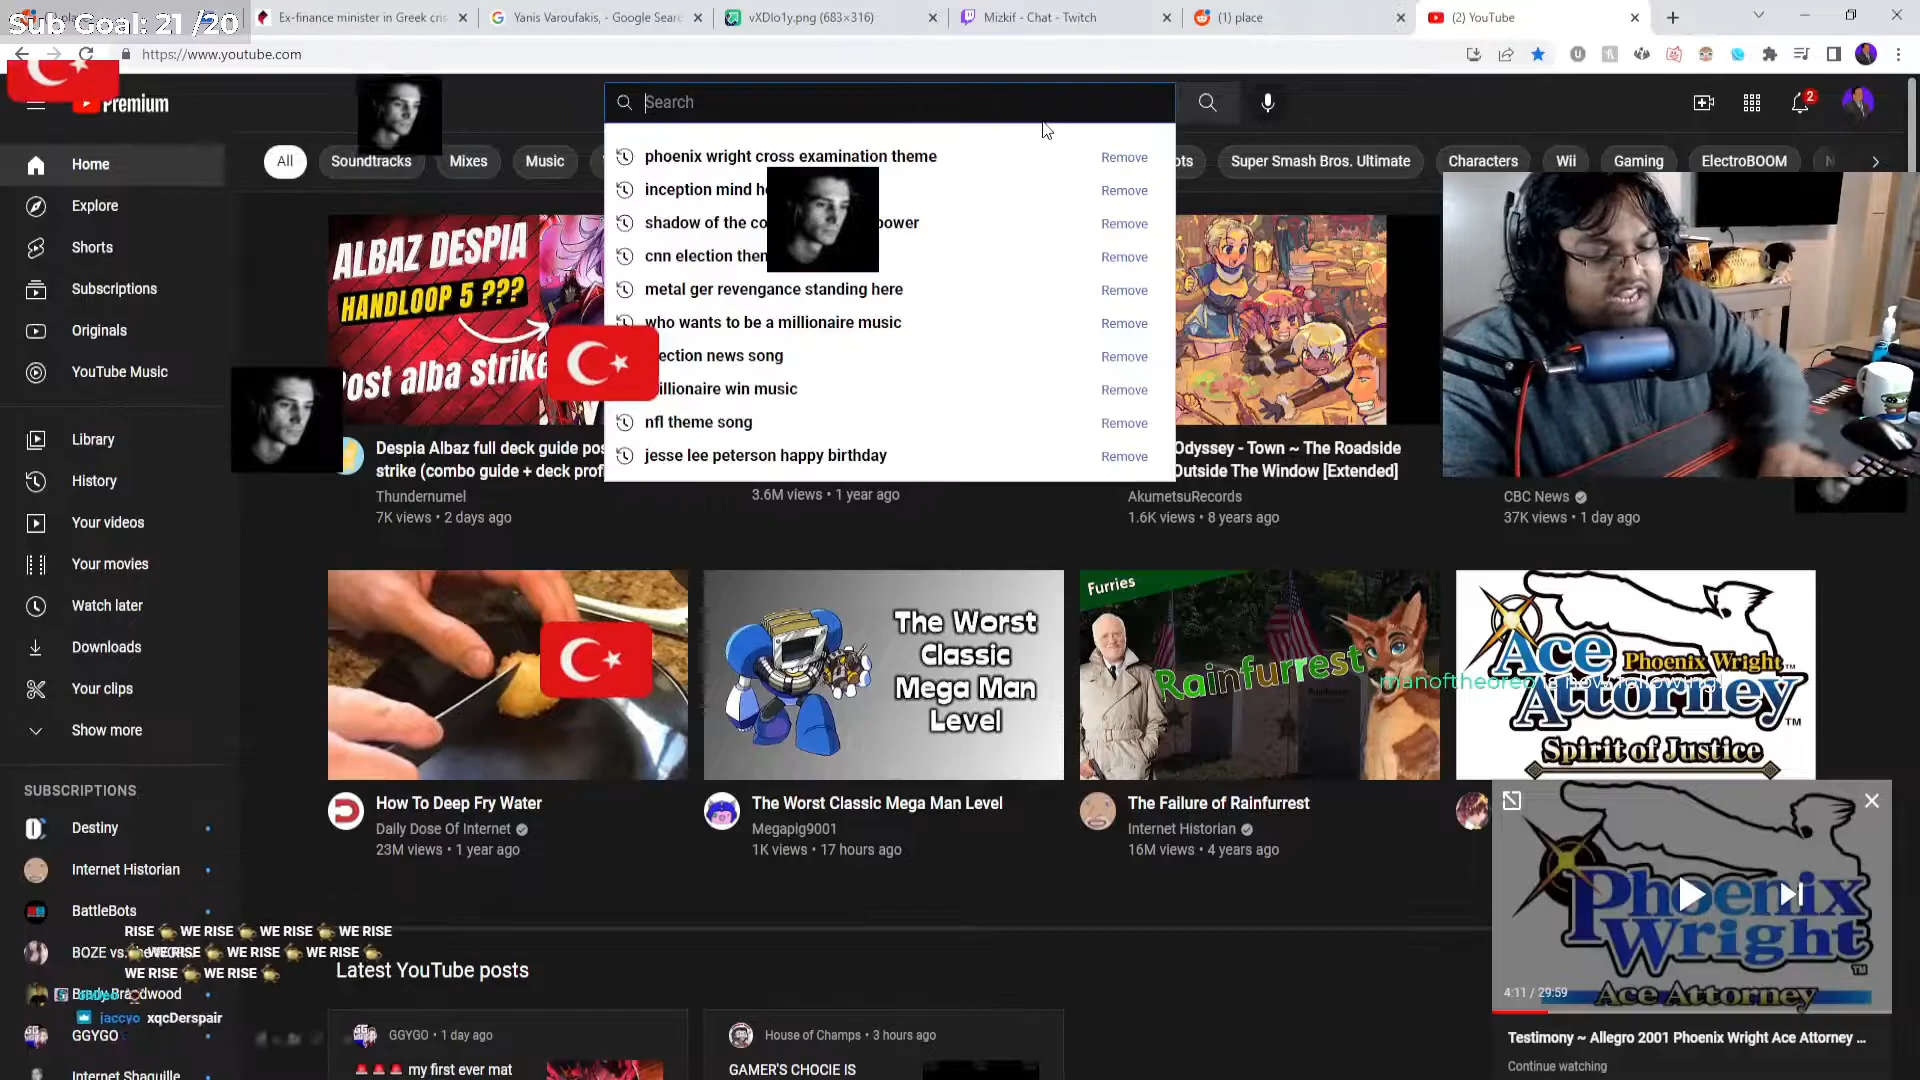 Sub Goal: 21 /20
Ex-finance minister in Greek cris
Yanis Varoufakis, - Google Searc
vXDIo1y.png (683×316)
Mizkif - Chat - Twitch
(1) place
(2) YouTube
https://www.youtube.com
Premium
Search
2
phoenix wright cross examination theme
Remove
inception mind
Remove
shadow of the
power
Remove
cnn election
Remove
metal ger revengance standing here
Remove
who wants to be a millionaire music
Remove
news song
Remove
win music
Remove
nfl theme song
Remove
jesse lee peterson happy birthday
Remove
All
Soundtracks
Mixes
Music
Super Smash Bros. Ultimate
Characters
Wii
Gaming
ElectroBOOM
Home
Explore
Shorts
Subscriptions
Originals
YouTube Music
Library
History
Your videos
Your movies
Watch later
Downloads
Your clips
Show more
SUBSCRIPTIONS
Destiny
Internet Historian
BattleBots
BOZE vs.
Brady
GGYGO
Internet Shaquille
ALBAZ DESPIA
HANDLOOP 5 ???
Post alba strike
Despia Albaz full deck guide
strike (combo guide + deck
Thundernumel
7K views • 2 days ago
3.6M views • 1 year ago
Odyssey - Town ~ The Roadside
Outside The Window [Extended]
AkumetsuRecords
1.6K views • 8 years ago
CBC News
37K views • 1 day ago
How To Deep Fry Water
Daily Dose Of Internet
23M views • 1 year ago
The Worst
Classic
Mega Man
Level
The Worst Classic Mega Man Level
Megapig9001
1K views • 17 hours ago
Furries
Rainfurrest
The Failure of Rainfurrest
Internet Historian
16M views • 4 years ago
Ace Phoenix Wright™
Attorney™
Spirit of Justice
manoftheoreo is now following!
Phoenix
Wright™
Ace Attorney
4:11 / 29:59
Testimony ~ Allegro 2001 Phoenix Wright Ace Attorney ...
Continue watching
RISE WE RISE WE RISE WE RISE
WE RISE WE RISE WE RISE
WE RISE WE RISE
jaccyo xqcDerspair
Latest YouTube posts
GGYGO • 1 day ago
my first ever mat
House of Champs • 3 hours ago
GAMER'S CHOCIE IS